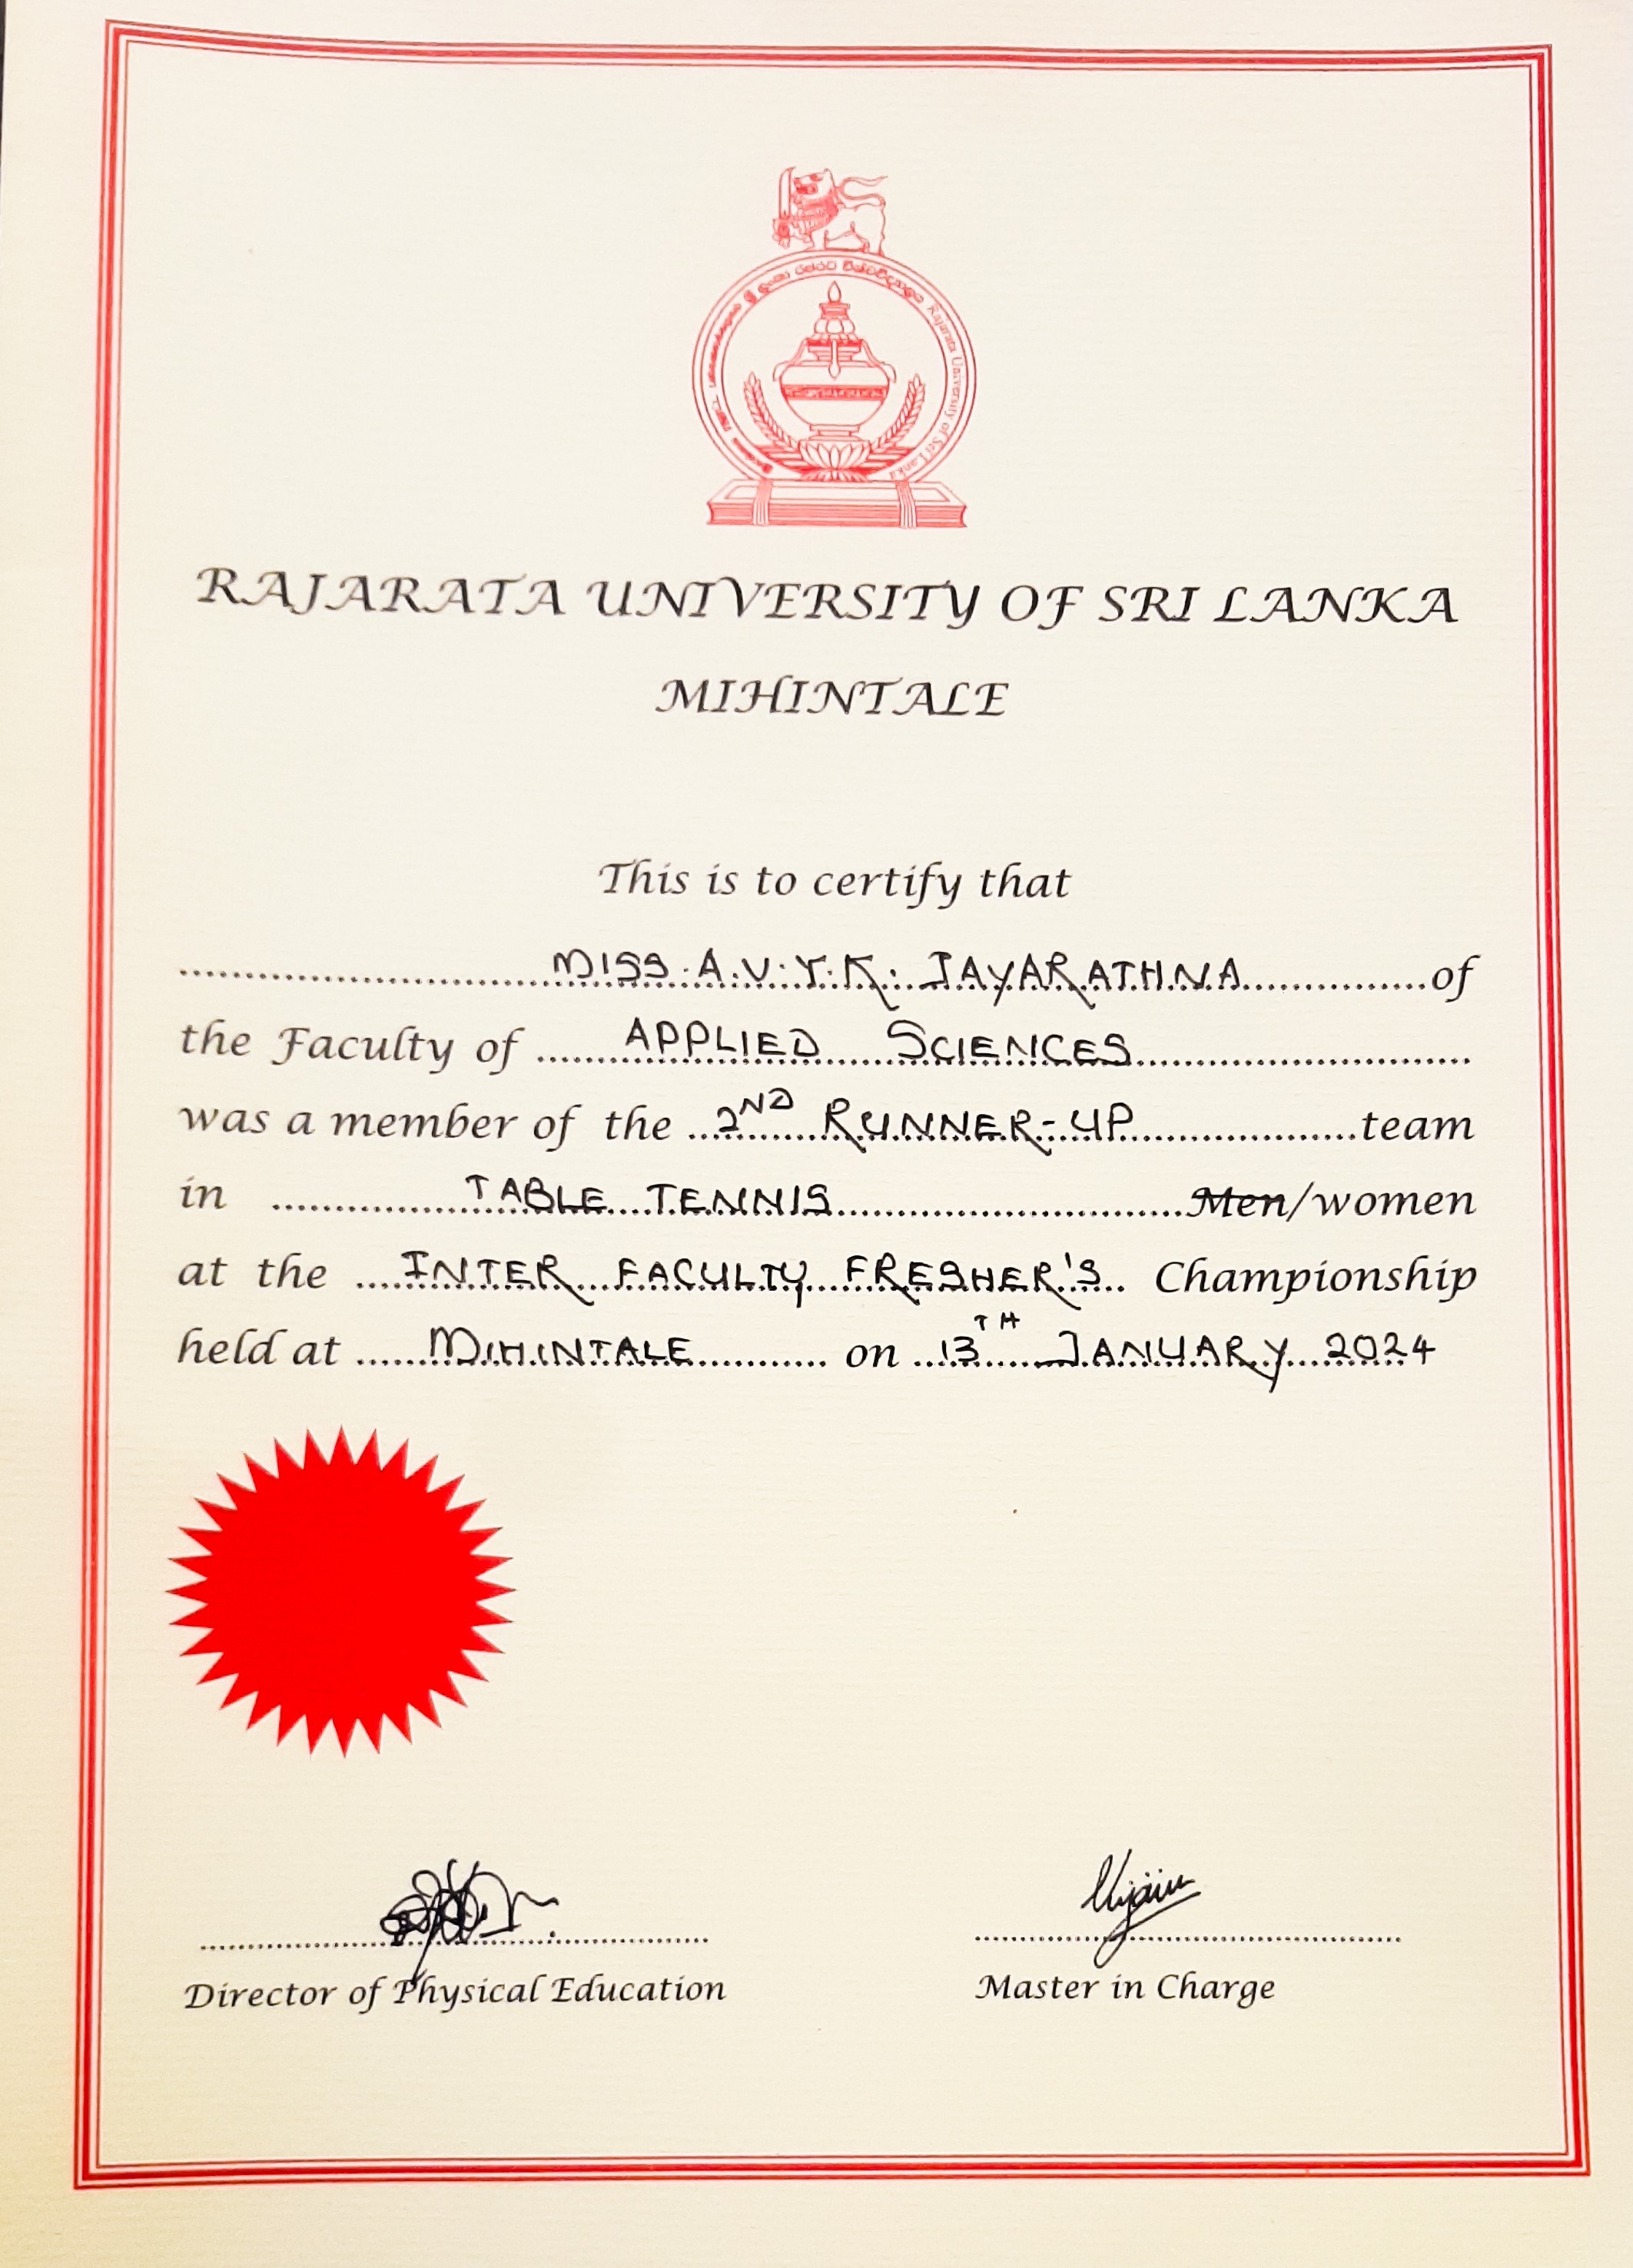 ශ්‍රී ලංකා රජරට විශ්වවිද්‍යාලය
Rajarata University of Sri Lanka
RAJARATA UNIVERSITY OF SRI LANKA
MIHINTALE
This is to certify that
MISS. A.V.Y.K. JAYARATHNA of
the Faculty of APPLIED SCIENCES
was a member of the 2ND RUNNER-UP team
in TABLE TENNIS Men/women
at the INTER FACULTY FRESHER'S Championship
held at MIHINTALE on 13TH JANUARY 2024
Director of Physical Education
Master in Charge